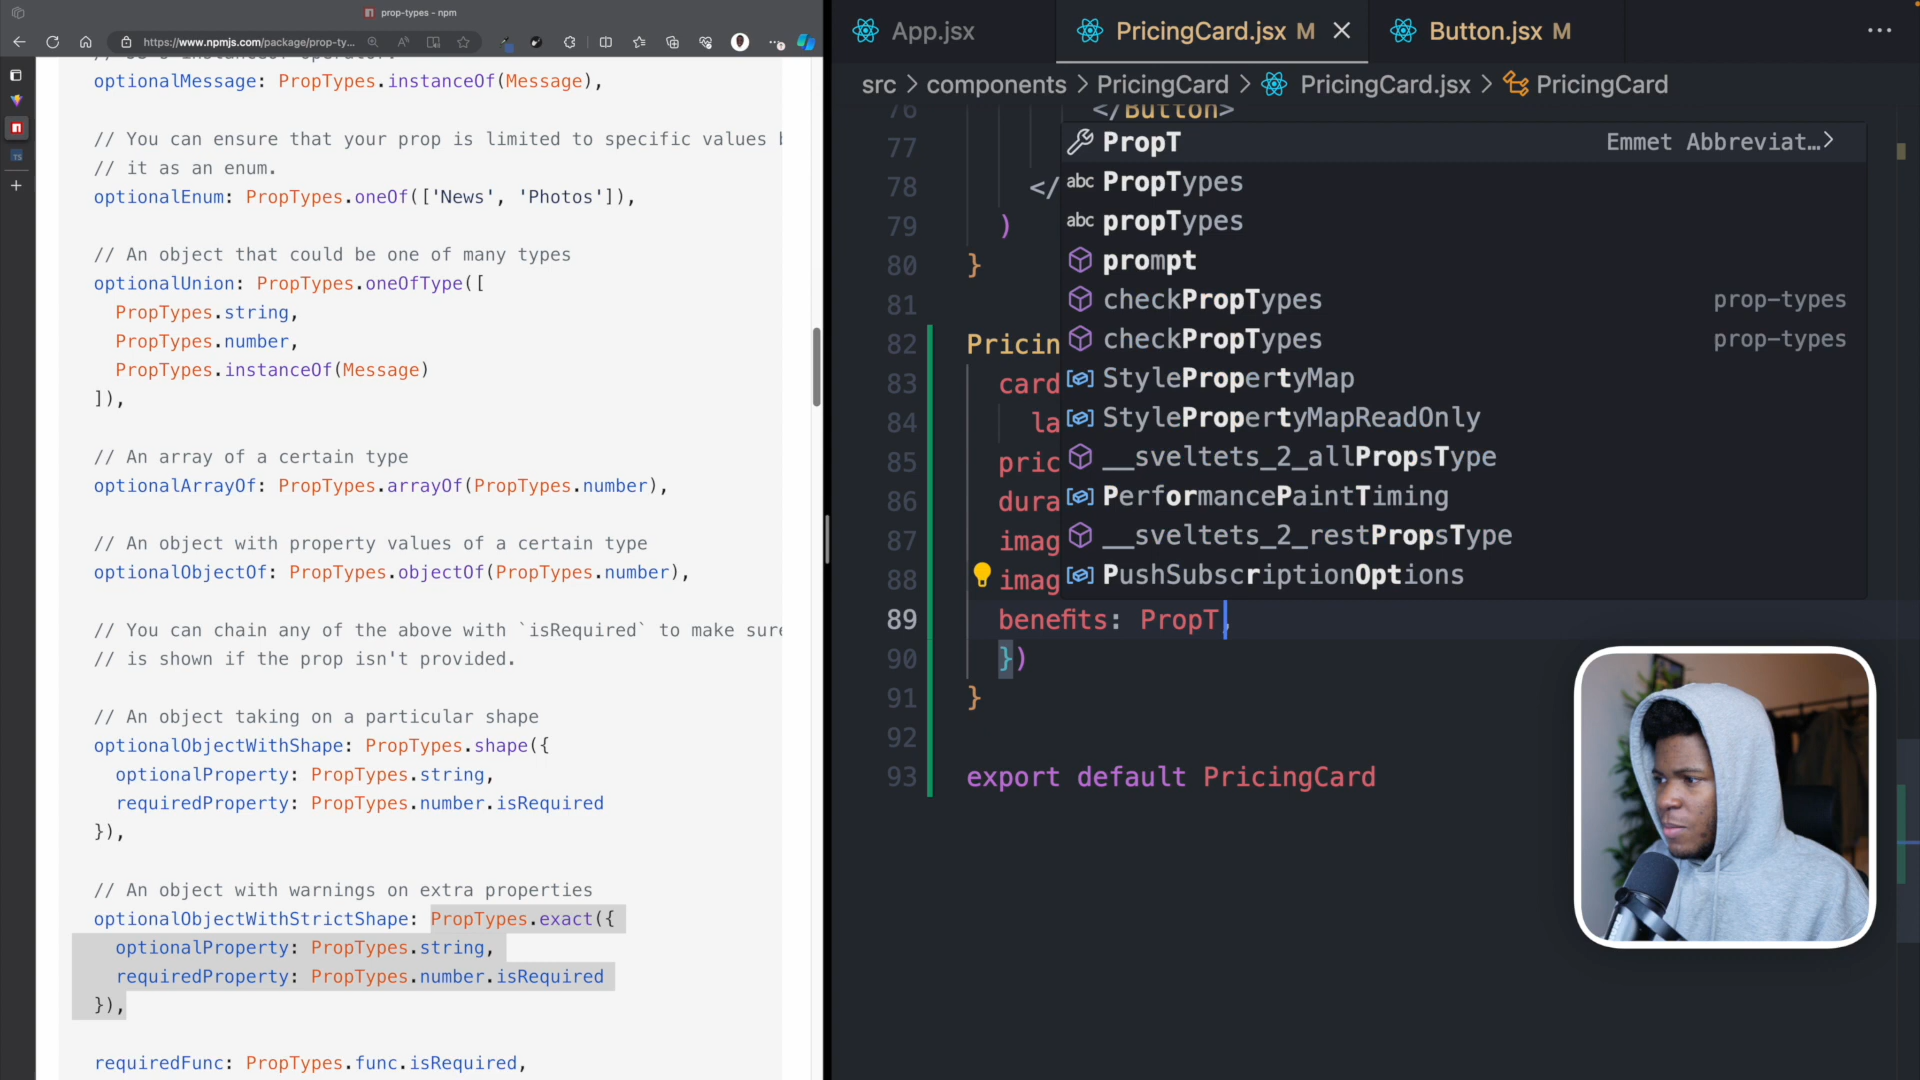 prop-types - npm
https://www.npmjs.com/package/prop-ty...
optionalMessage: PropTypes.instanceOf(Message),
// You can ensure that your prop is limited to specific values
// it as an enum.
optionalEnum: PropTypes.oneOf(['News', 'Photos']),
// An object that could be one of many types
optionalUnion: PropTypes.oneOfType([
PropTypes.string,
PropTypes.number,
PropTypes.instanceOf(Message)
]),
// An array of a certain type
optionalArrayOf: PropTypes.arrayOf(PropTypes.number),
// An object with property values of a certain type
optionalObjectOf: PropTypes.objectOf(PropTypes.number),
// You can chain any of the above with `isRequired` to make sure
// is shown if the prop isn't provided.
// An object taking on a particular shape
optionalObjectWithShape: PropTypes.shape({
optionalProperty: PropTypes.string,
requiredProperty: PropTypes.number.isRequired
}),
// An object with warnings on extra properties
optionalObjectWithStrictShape: PropTypes.exact({
optionalProperty: PropTypes.string,
requiredProperty: PropTypes.number.isRequired
}),
requiredFunc: PropTypes.func.isRequired,
App.jsx
PricingCard.jsx M
Button.jsx M
src > components > PricingCard > PricingCard.jsx > PricingCard
76 </Button>
77
78 </
79 )
80 }
81
82 Pricin
83 card
84 la
85 pric
86 dura
87 imag
88 imag
89 benefits: PropT,
90 })
91 }
92
93 export default PricingCard
PropT Emmet Abbreviat...>
abc PropTypes
abc propTypes
prompt
checkPropTypes prop-types
checkPropTypes prop-types
StylePropertyMap
StylePropertyMapReadOnly
__sveltets_2_allPropsType
PerformancePaintTiming
__sveltets_2_restPropsType
PushSubscriptionOptions